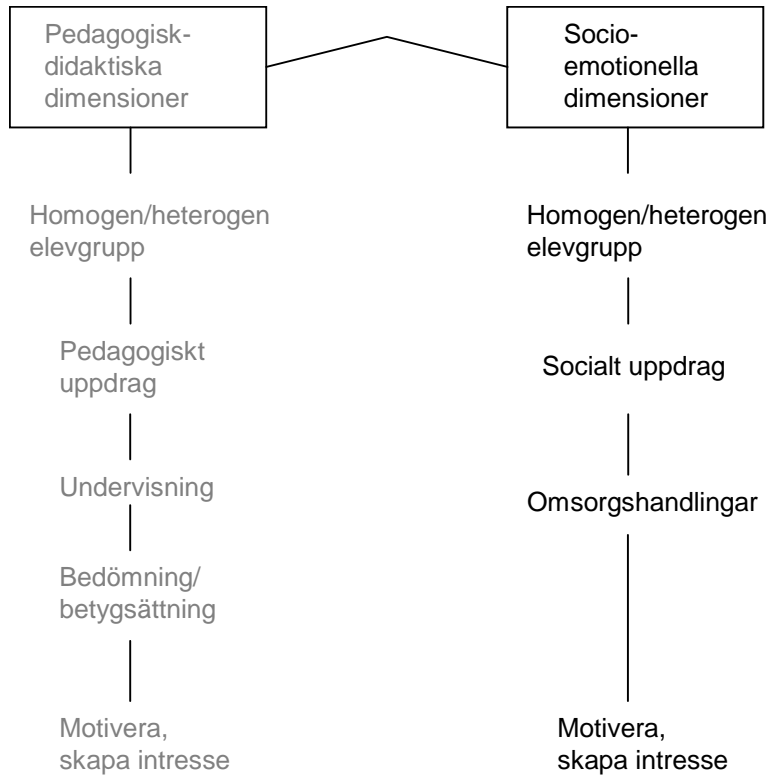 Pedagogisk-
didaktiska
dimensioner
Homogen/heterogen
elevgrupp
Pedagogiskt
uppdrag
Undervisning
Bedömning/
betygsättning
Motivera,
skapa intresse
Socio-
emotionella
dimensioner
Homogen/heterogen
elevgrupp
Socialt uppdrag
Omsorgshandlingar
Motivera,
skapa intresse